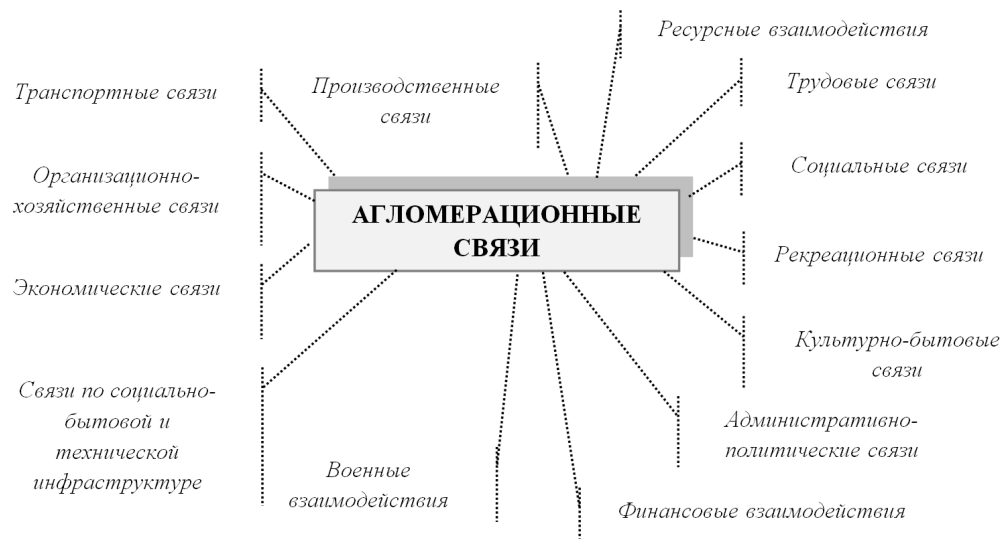 Ресурсные взаимодействия
Транспортные связи
Производственные
связи
Трудовые связи
Организационно-
хозяйственные связи
Социальные связи
АГЛОМЕРАЦИОННЫЕ
СВЯЗИ
Рекреационные связи
Экономические связи
Культурно-бытовые
связи
Связи по социально-
бытовой и
технической
инфраструктуре
Административно-
политические связи
Военные
взаимодействия
Финансовые взаимодействия